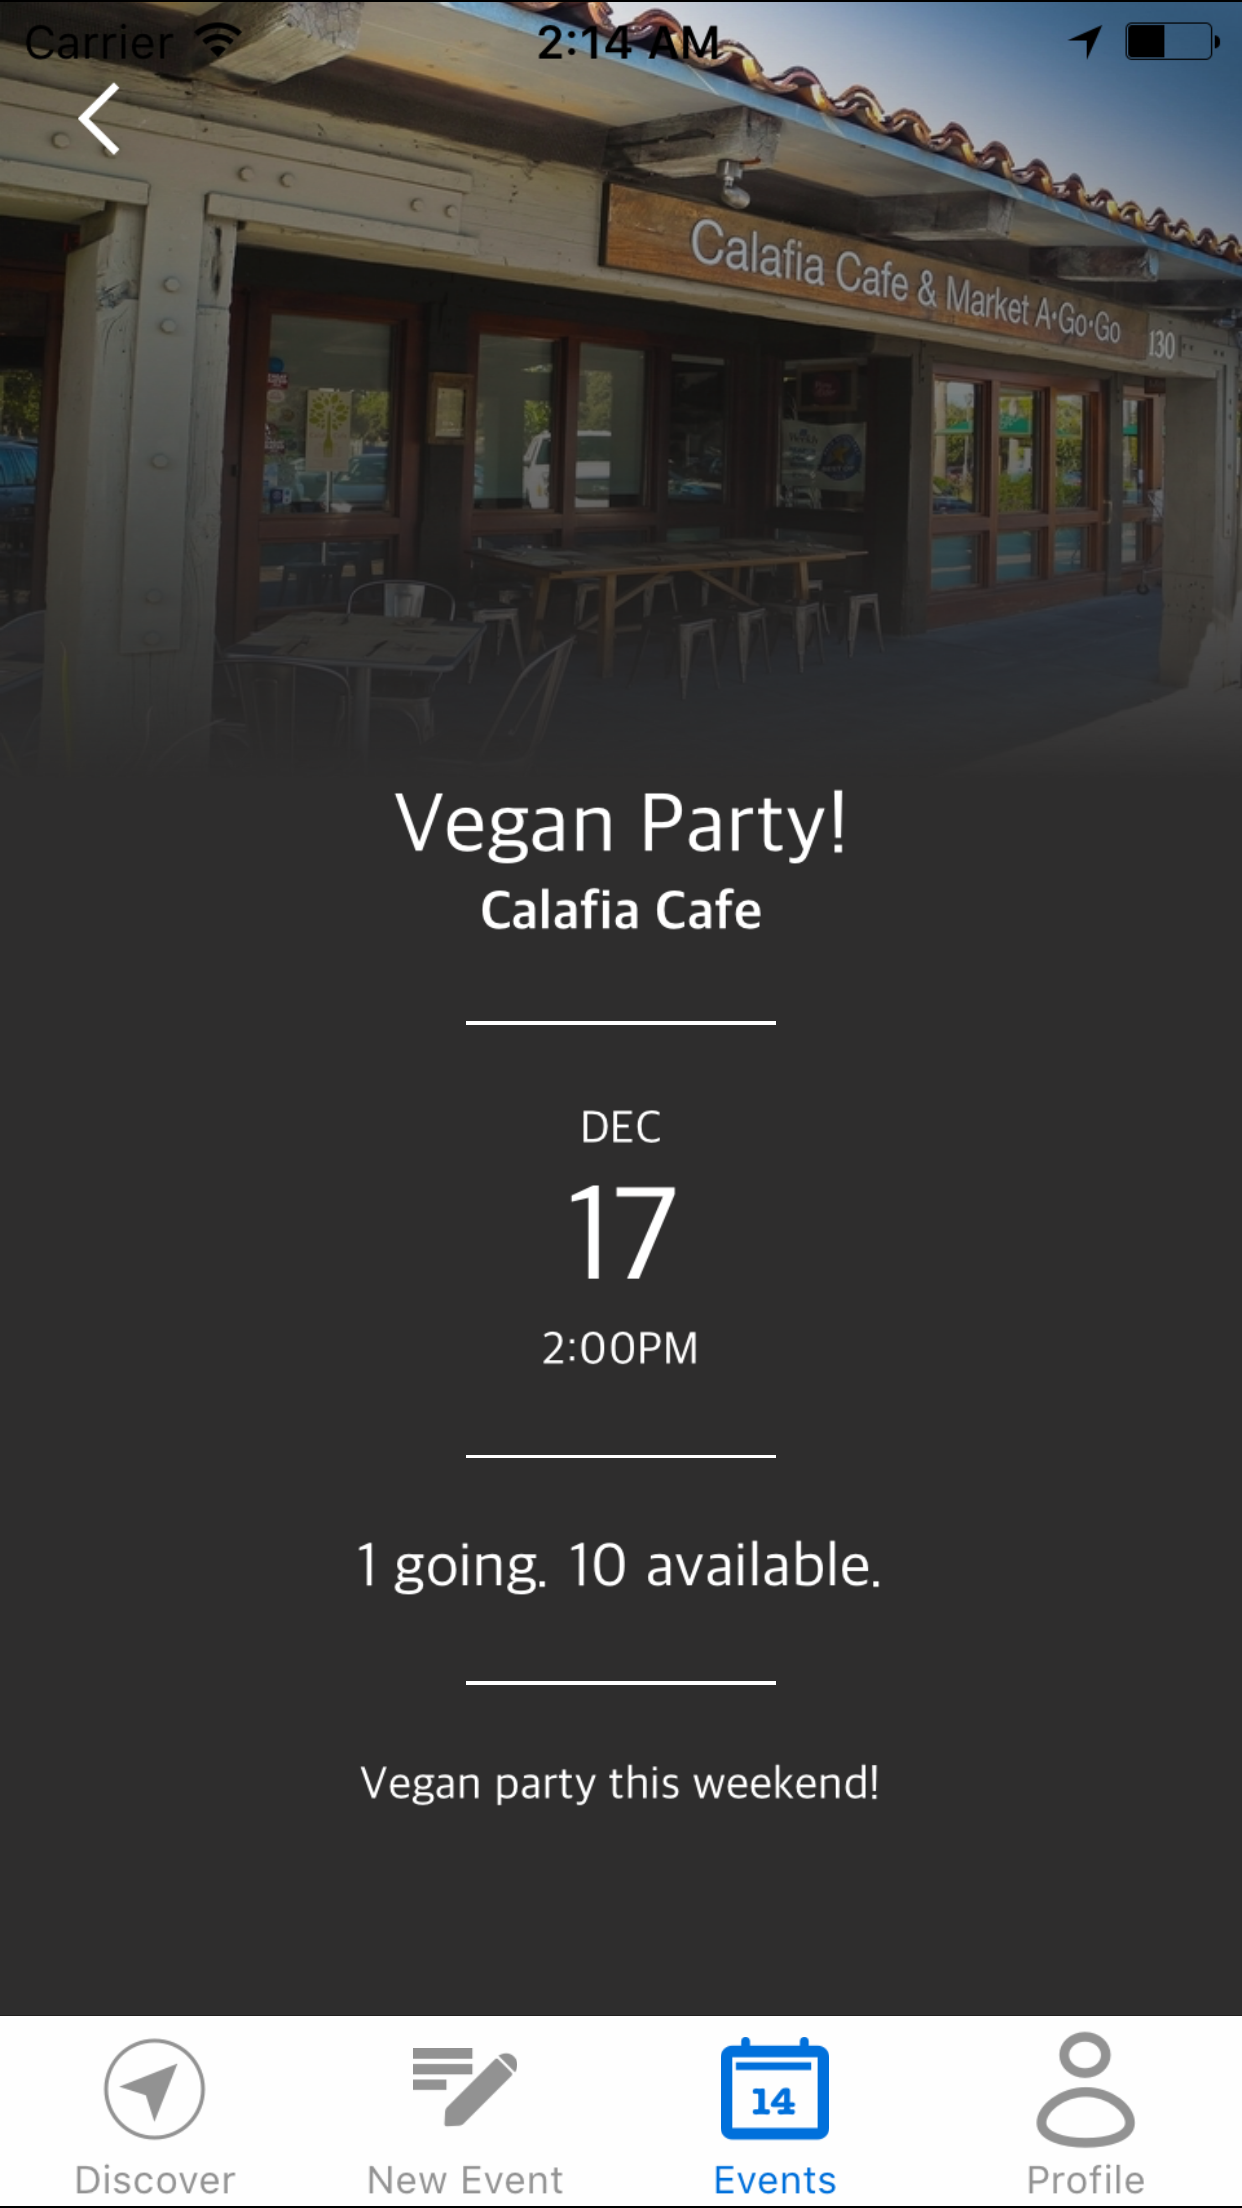 Carrier 2:14 AM
Calafia Cafe & Market A·Go·Go
130
Vegan Party!
Calafia Cafe
DEC
17
2:00PM
1 going. 10 available.
Vegan party this weekend!
14
Discover New Event Events Profile